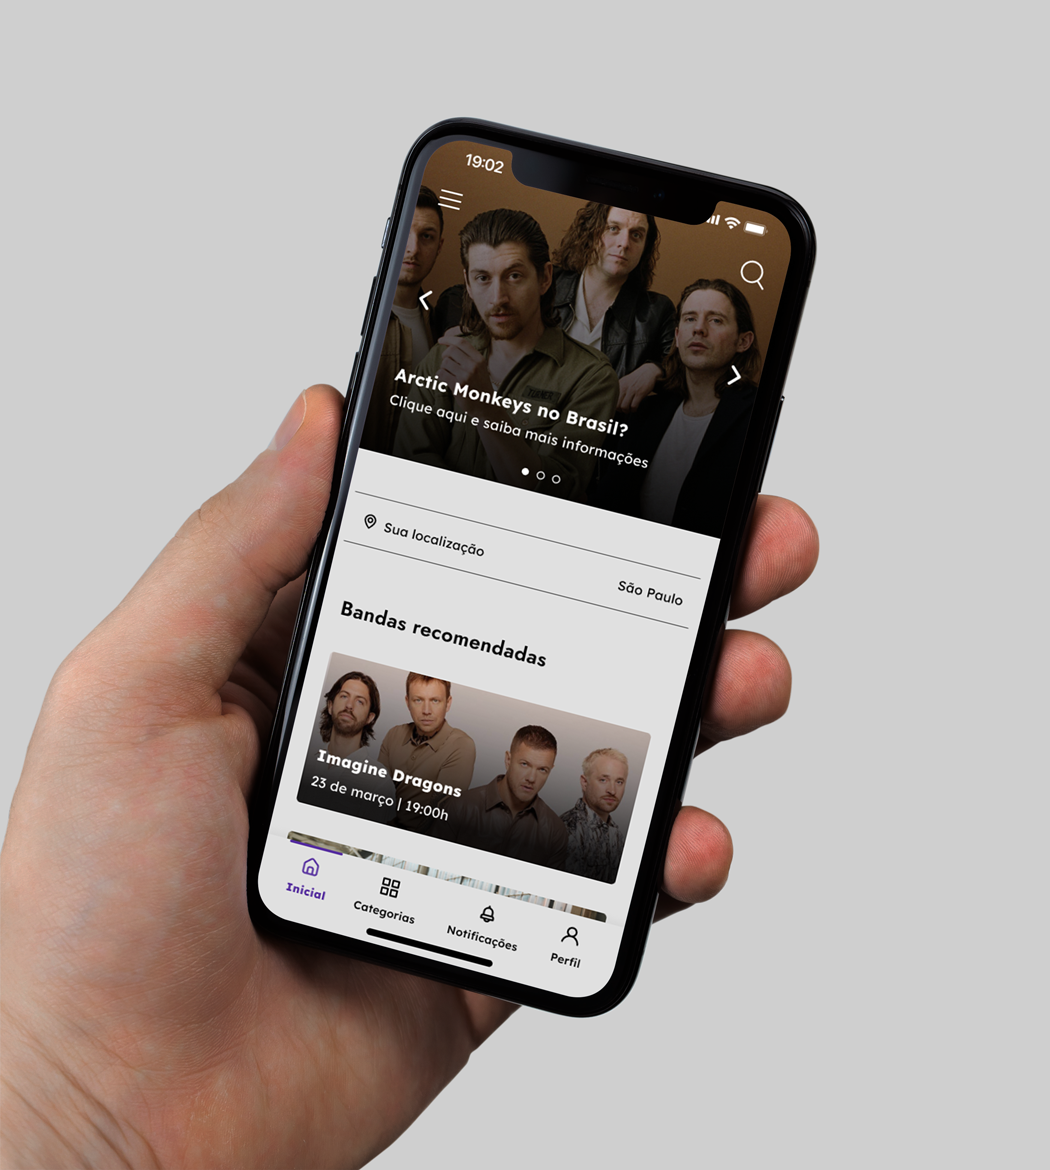 19:02
Arctic Monkeys no Brasil?
Clique aqui e saiba mais informações
Sua localização
São Paulo
Bandas recomendadas
Imagine Dragons
23 de março | 19:00h
Inicial
Categorias
Notificações
Perfil